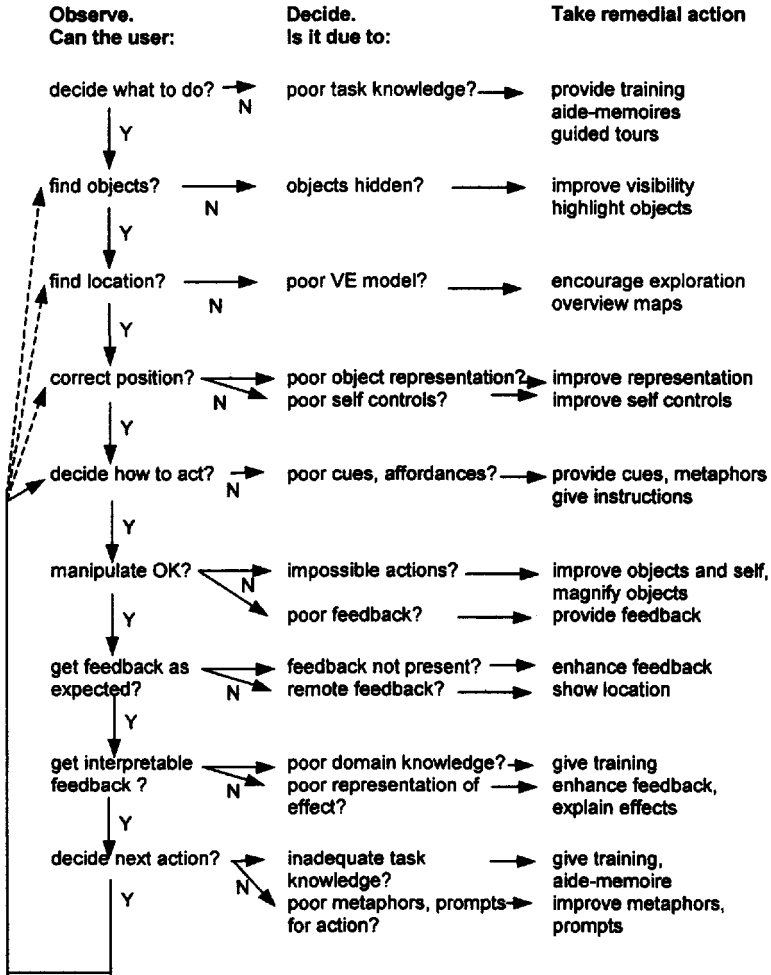 Observe. Decide. Take remedial action
Can the user: Is it due to:
decide what to do? N poor task knowledge? provide training
aide-memoires
Y guided tours
find objects? N objects hidden? improve visibility
highlight objects
Y
find location? N poor VE model? encourage exploration
overview maps
Y
correct position? N poor object representation? improve representation
poor self controls? improve self controls
Y
decide how to act? N poor cues, affordances? provide cues, metaphors
give instructions
Y
manipulate OK? N impossible actions? improve objects and self,
magnify objects
Y poor feedback? provide feedback
get feedback as feedback not present? enhance feedback
expected? N remote feedback? show location
Y
get interpretable poor domain knowledge? give training
feedback ? N poor representation of enhance feedback,
effect? explain effects
Y
decide next action? N inadequate task give training,
knowledge? aide-memoire
Y poor metaphors, prompts improve metaphors,
for action? prompts